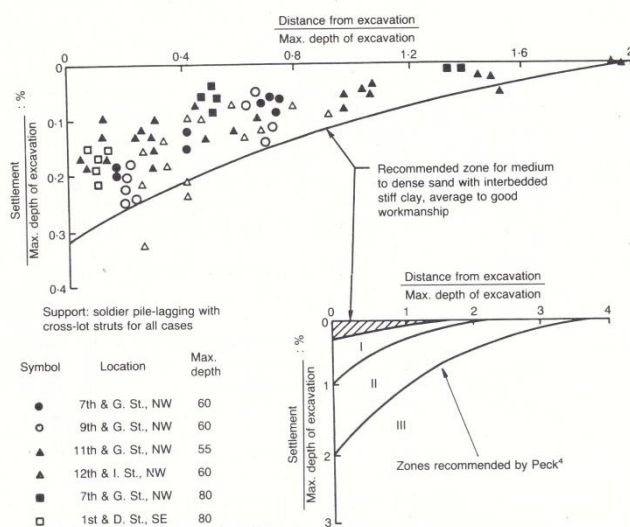 Distance from excavation
Max. depth of excavation
0 0·4 0·8 1·2 1·6 2·0
0
0·1
0·2
0·3
0·4
Settlement : %
Max. depth of excavation
Recommended zone for medium
to dense sand with interbedded
stiff clay, average to good
workmanship
Support: soldier pile-lagging with
cross-lot struts for all cases
Symbol Location Max.
depth
7th & G. St., NW 60
9th & G. St., NW 60
11th & G. St., NW 55
12th & I. St., NW 60
7th & G. St., NW 80
1st & D. St., SE 80
Distance from excavation
Max. depth of excavation
0 1 2 3 4
0
1
2
3
Settlement : %
Max. depth of excavation
I
II
III
Zones recommended by Peck⁴